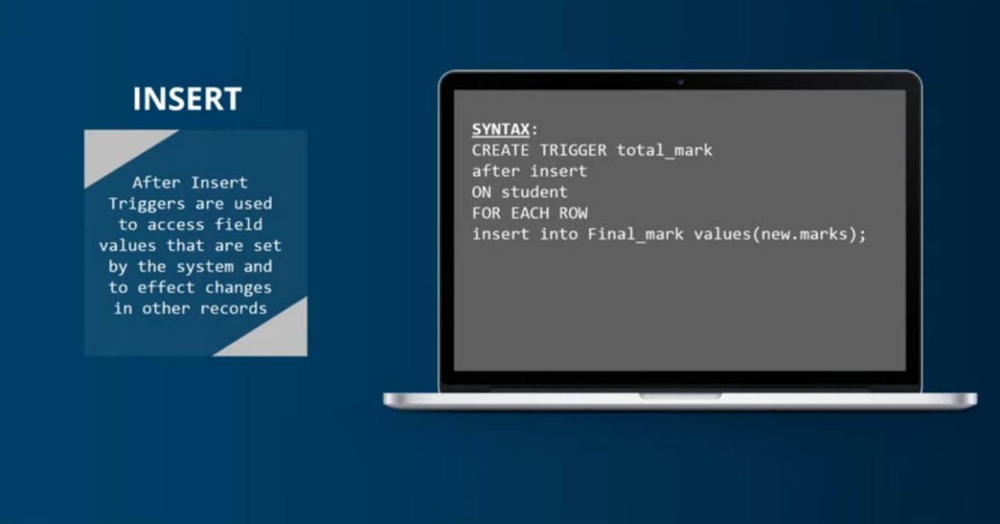 INSERT
After Insert
Triggers are used
to access field
values that are set
by the system and
to effect changes
in other records
SYNTAX:
CREATE TRIGGER total_mark
after insert
ON student
FOR EACH ROW
insert into Final_mark values(new.marks);